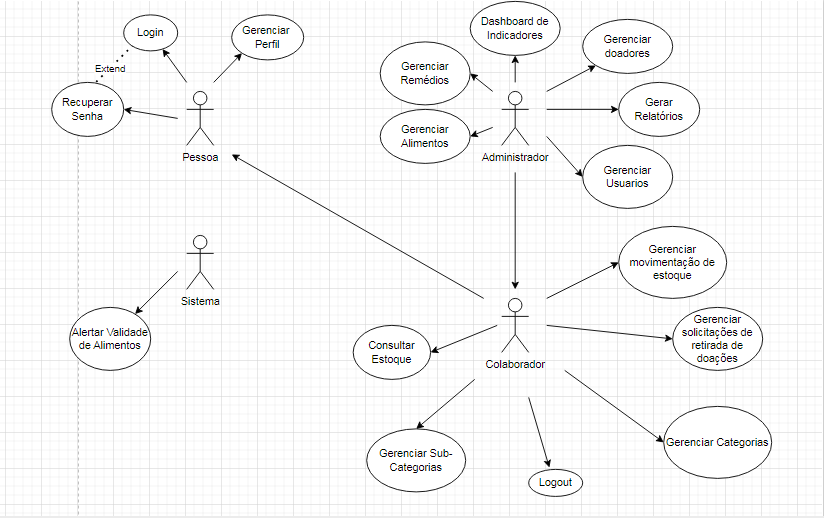 Login
Gerenciar
Perfil
Extend
Recuperar
Senha
Pessoa
Dashboard de
Indicadores
Gerenciar
doadores
Gerenciar
Remédios
Gerar
Relatórios
Gerenciar
Alimentos
Administrador
Gerenciar
Usuarios
Sistema
Alertar Validade
de Alimentos
Gerenciar
movimentação de
estoque
Gerenciar
solicitações de
retirada de
doações
Consultar
Estoque
Colaborador
Gerenciar Categorias
Gerenciar Sub-
Categorias
Logout